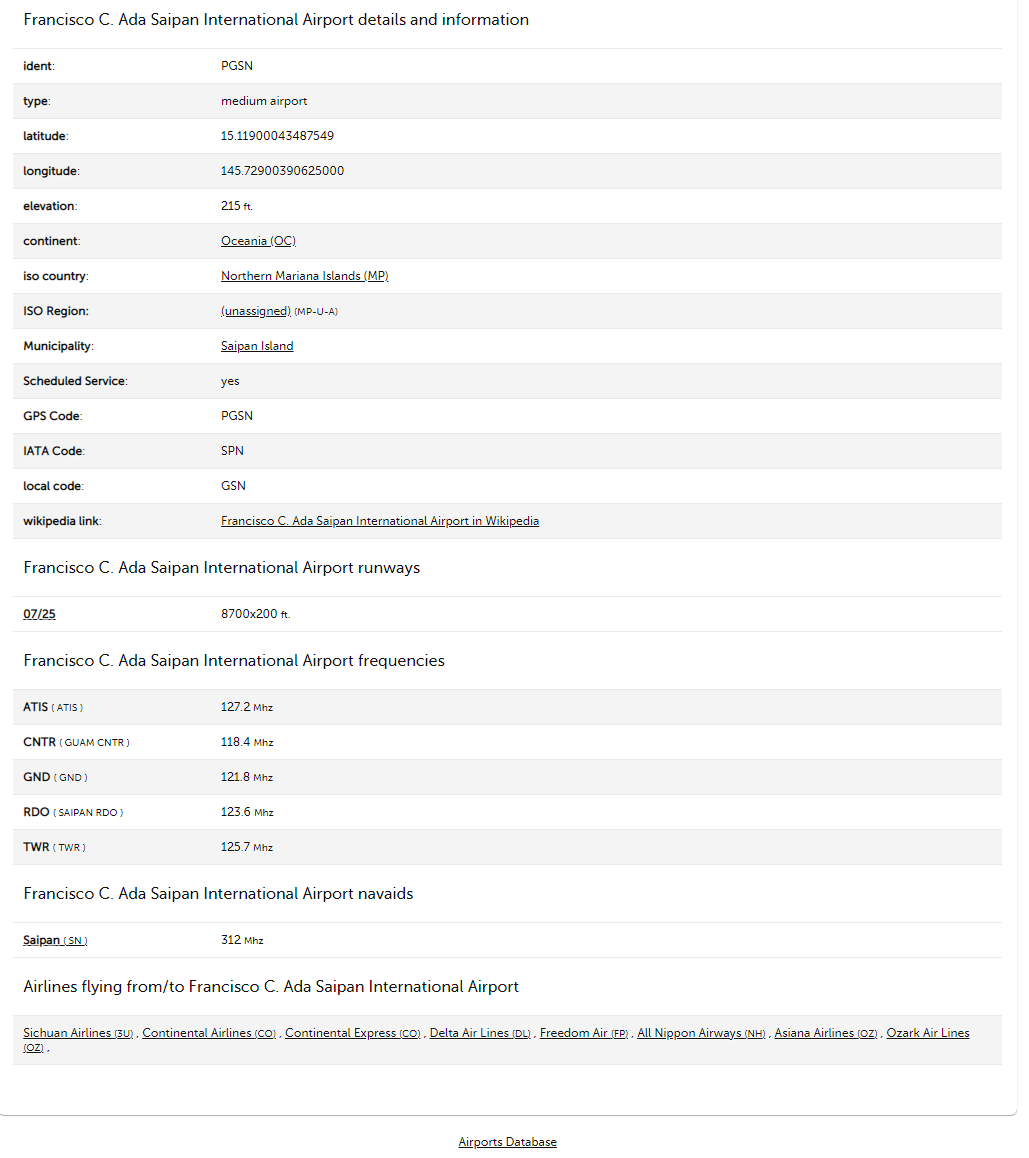 Francisco C. Ada Saipan International Airport details and information
ident: PGSN
type: medium airport
latitude: 15.11900043487549
longitude: 145.72900390625000
elevation: 215 ft.
continent: Oceania (OC)
iso country: Northern Mariana Islands (MP)
ISO Region: (unassigned) (MP-U-A)
Municipality: Saipan Island
Scheduled Service: yes
GPS Code: PGSN
IATA Code: SPN
local code: GSN
wikipedia link: Francisco C. Ada Saipan International Airport in Wikipedia
Francisco C. Ada Saipan International Airport runways
07/25 8700x200 ft.
Francisco C. Ada Saipan International Airport frequencies
ATIS ( ATIS ) 127.2 Mhz
CNTR ( GUAM CNTR ) 118.4 Mhz
GND ( GND ) 121.8 Mhz
RDO ( SAIPAN RDO ) 123.6 Mhz
TWR ( TWR ) 125.7 Mhz
Francisco C. Ada Saipan International Airport navaids
Saipan ( SN ) 312 Mhz
Airlines flying from/to Francisco C. Ada Saipan International Airport
Sichuan Airlines (3U) , Continental Airlines (CO) , Continental Express (CO) , Delta Air Lines (DL) , Freedom Air (FP) , All Nippon Airways (NH) , Asiana Airlines (OZ) , Ozark Air Lines
(OZ) ,
Airports Database